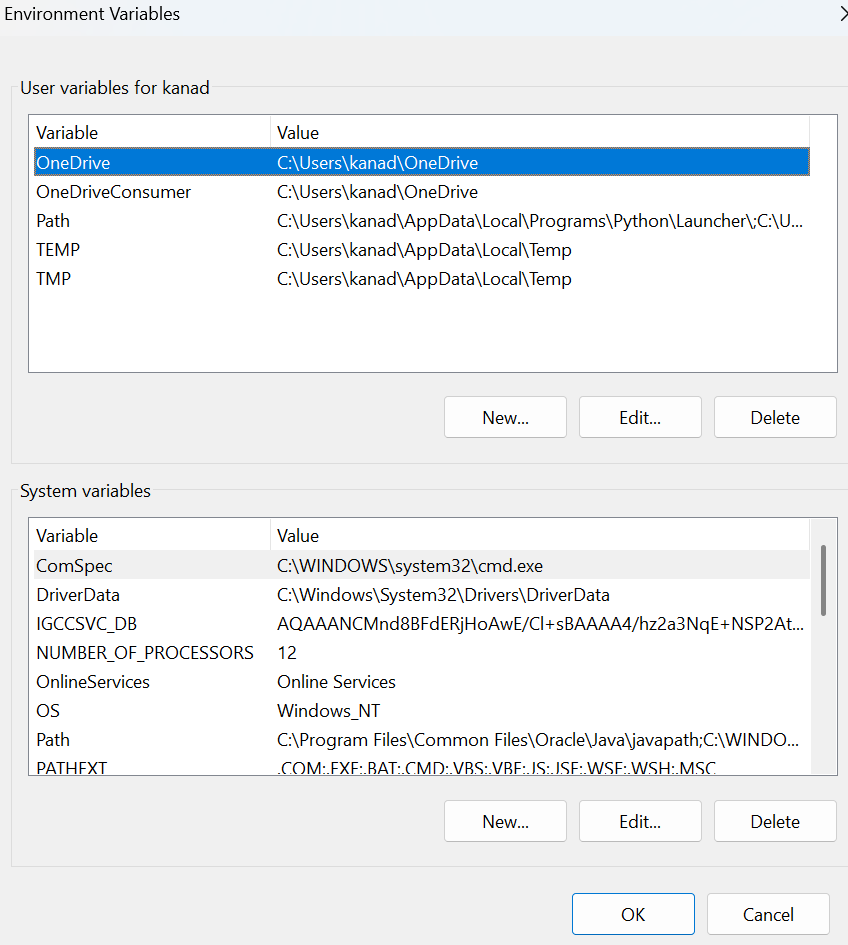 Environment Variables
User variables for kanad
Variable Value
OneDrive C:\Users\kanad\OneDrive
OneDriveConsumer C:\Users\kanad\OneDrive
Path C:\Users\kanad\AppData\Local\Programs\Python\Launcher\;C:\U...
TEMP C:\Users\kanad\AppData\Local\Temp
TMP C:\Users\kanad\AppData\Local\Temp
New... Edit... Delete
System variables
Variable Value
ComSpec C:\WINDOWS\system32\cmd.exe
DriverData C:\Windows\System32\Drivers\DriverData
IGCCSVC_DB AQAAANCMnd8BFdERjHoAwE/Cl+sBAAAA4/hz2a3NqE+NSP2At...
NUMBER_OF_PROCESSORS 12
OnlineServices Online Services
OS Windows_NT
Path C:\Program Files\Common Files\Oracle\Java\javapath;C:\WINDO...
PATHEXT .COM;.EXE;.BAT;.CMD;.VBS;.VBE;.JS;.JSE;.WSF;.WSH;.MSC
New... Edit... Delete
OK Cancel